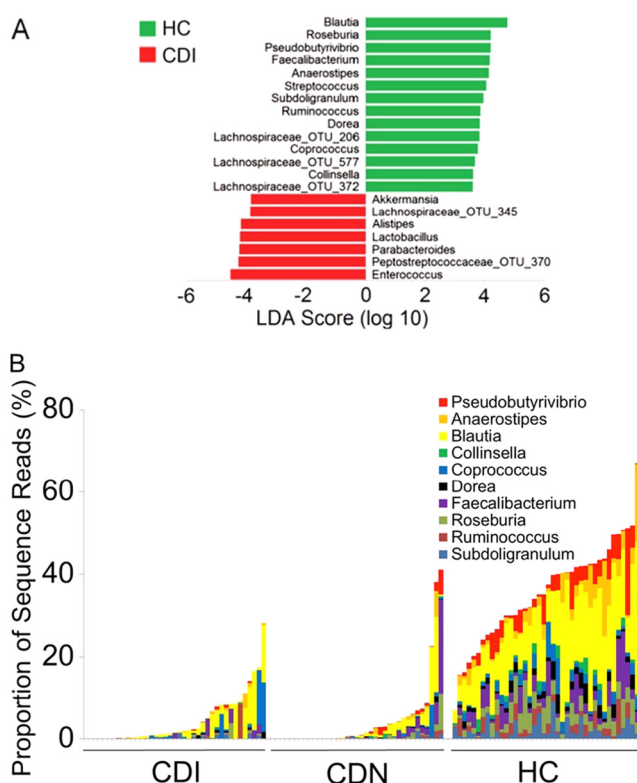 A
HC
CDI
Blautia
Roseburia
Pseudobutyrivibrio
Faecalibacterium
Anaerostipes
Streptococcus
Subdoligranulum
Ruminococcus
Dorea
Lachnospiraceae_OTU_206
Coprococcus
Lachnospiraceae_OTU_577
Collinsella
Lachnospiraceae_OTU_372
Akkermansia
Lachnospiraceae_OTU_345
Alistipes
Lactobacillus
Parabacteroides
Peptostreptococcaceae_OTU_370
Enterococcus
-6 -4 -2 0 2 4 6
LDA Score (log 10)
B
Proportion of Sequence Reads (%)
80
60
40
20
0
Pseudobutyrivibrio
Anaerostipes
Blautia
Collinsella
Coprococcus
Dorea
Faecalibacterium
Roseburia
Ruminococcus
Subdoligranulum
CDI CDN HC